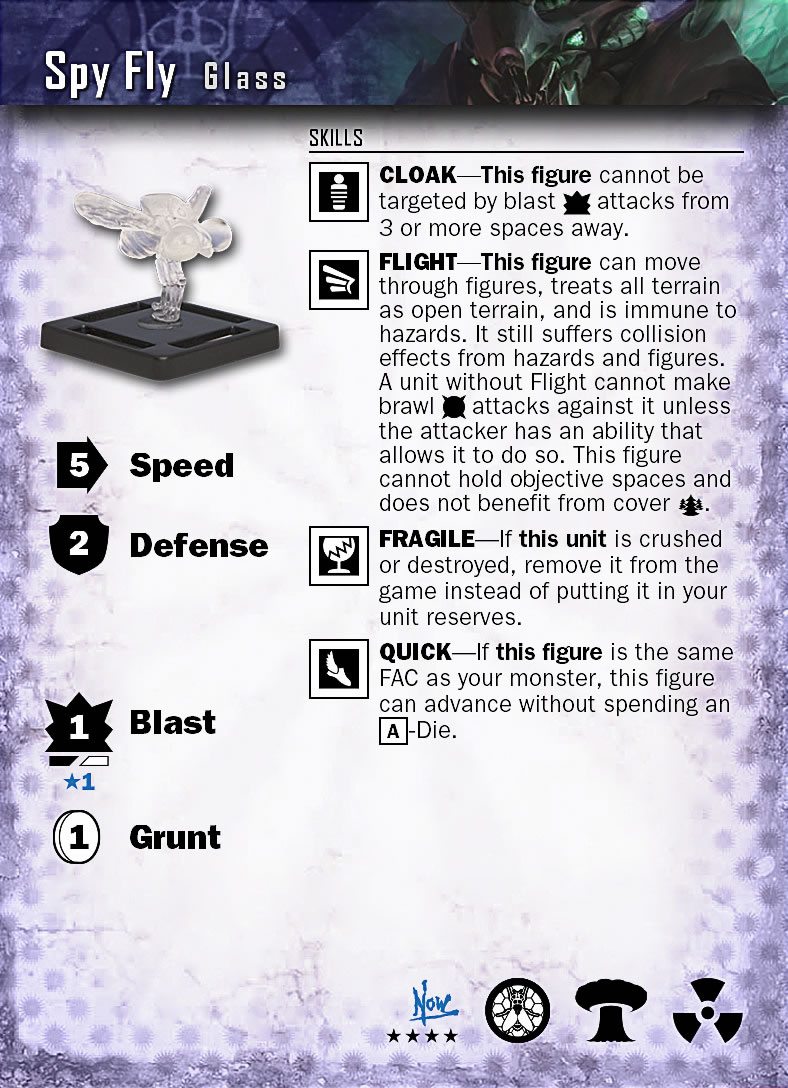 Spy Fly Glass
SKILLS
CLOAK—This figure cannot be
targeted by blast attacks from
3 or more spaces away.
FLIGHT—This figure can move
through figures, treats all terrain
as open terrain, and is immune to
hazards. It still suffers collision
effects from hazards and figures.
A unit without Flight cannot make
brawl attacks against it unless
the attacker has an ability that
allows it to do so. This figure
cannot hold objective spaces and
does not benefit from cover .
FRAGILE—If this unit is crushed
or destroyed, remove it from the
game instead of putting it in your
unit reserves.
QUICK—If this figure is the same
FAC as your monster, this figure
can advance without spending an
A-Die.
5 Speed
2 Defense
1 Blast
★1
1 Grunt
Now
★★★★